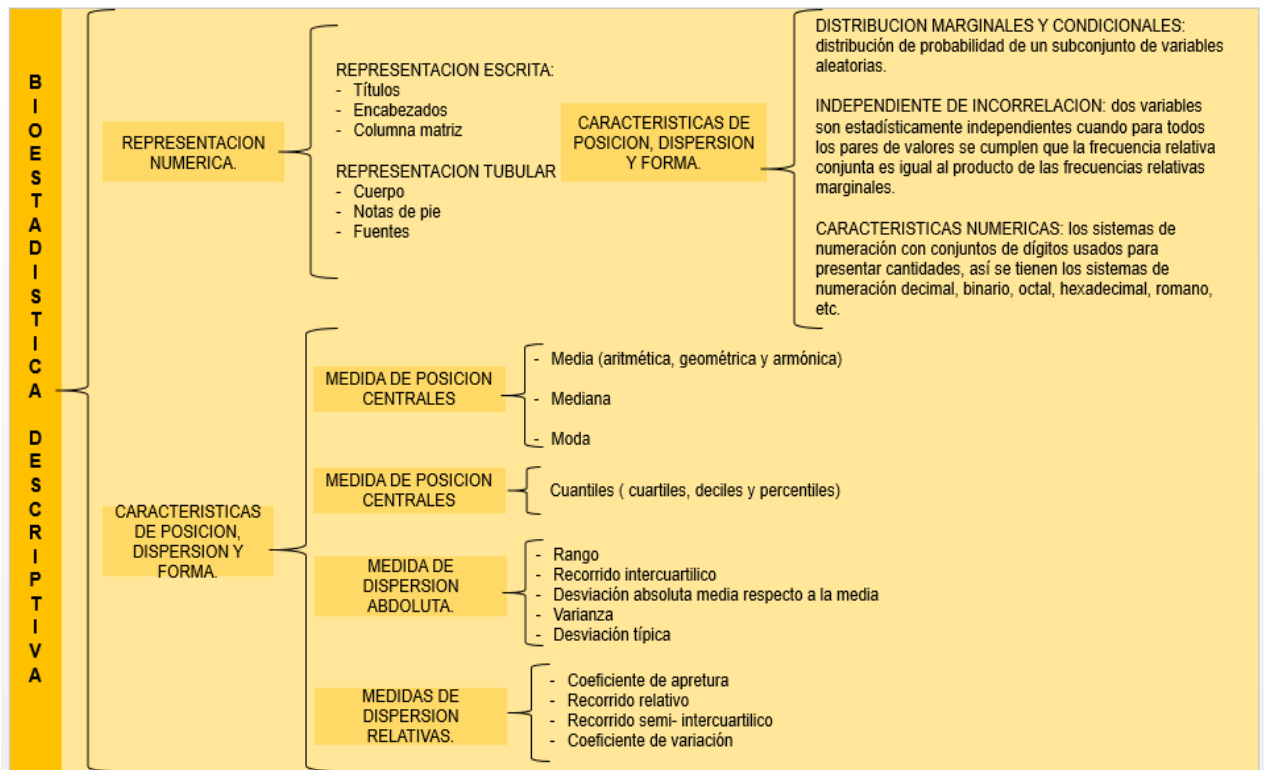 BIOESTADISTICA DESCRIPTIVA
REPRESENTACION
NUMERICA.
REPRESENTACION ESCRITA:
- Títulos
- Encabezados
- Columna matriz
REPRESENTACION TUBULAR
- Cuerpo
- Notas de pie
- Fuentes
CARACTERISTICAS DE
POSICION, DISPERSION
Y FORMA.
DISTRIBUCION MARGINALES Y CONDICIONALES:
distribución de probabilidad de un subconjunto de variables
aleatorias.
INDEPENDIENTE DE INCORRELACION: dos variables
son estadísticamente independientes cuando para todos
los pares de valores se cumplen que la frecuencia relativa
conjunta es igual al producto de las frecuencias relativas
marginales.
CARACTERISTICAS NUMERICAS: los sistemas de
numeración con conjuntos de dígitos usados para
presentar cantidades, así se tienen los sistemas de
numeración decimal, binario, octal, hexadecimal, romano,
etc.
CARACTERISTICAS
DE POSICION,
DISPERSION Y
FORMA.
MEDIDA DE POSICION
CENTRALES
- Media (aritmética, geométrica y armónica)
- Mediana
- Moda
MEDIDA DE POSICION
CENTRALES
Cuantiles ( cuartiles, deciles y percentiles)
MEDIDA DE
DISPERSION
ABDOLUTA.
- Rango
- Recorrido intercuartilico
- Desviación absoluta media respecto a la media
- Varianza
- Desviación típica
MEDIDAS DE
DISPERSION
RELATIVAS.
- Coeficiente de apretura
- Recorrido relativo
- Recorrido semi- intercuartilico
- Coeficiente de variación